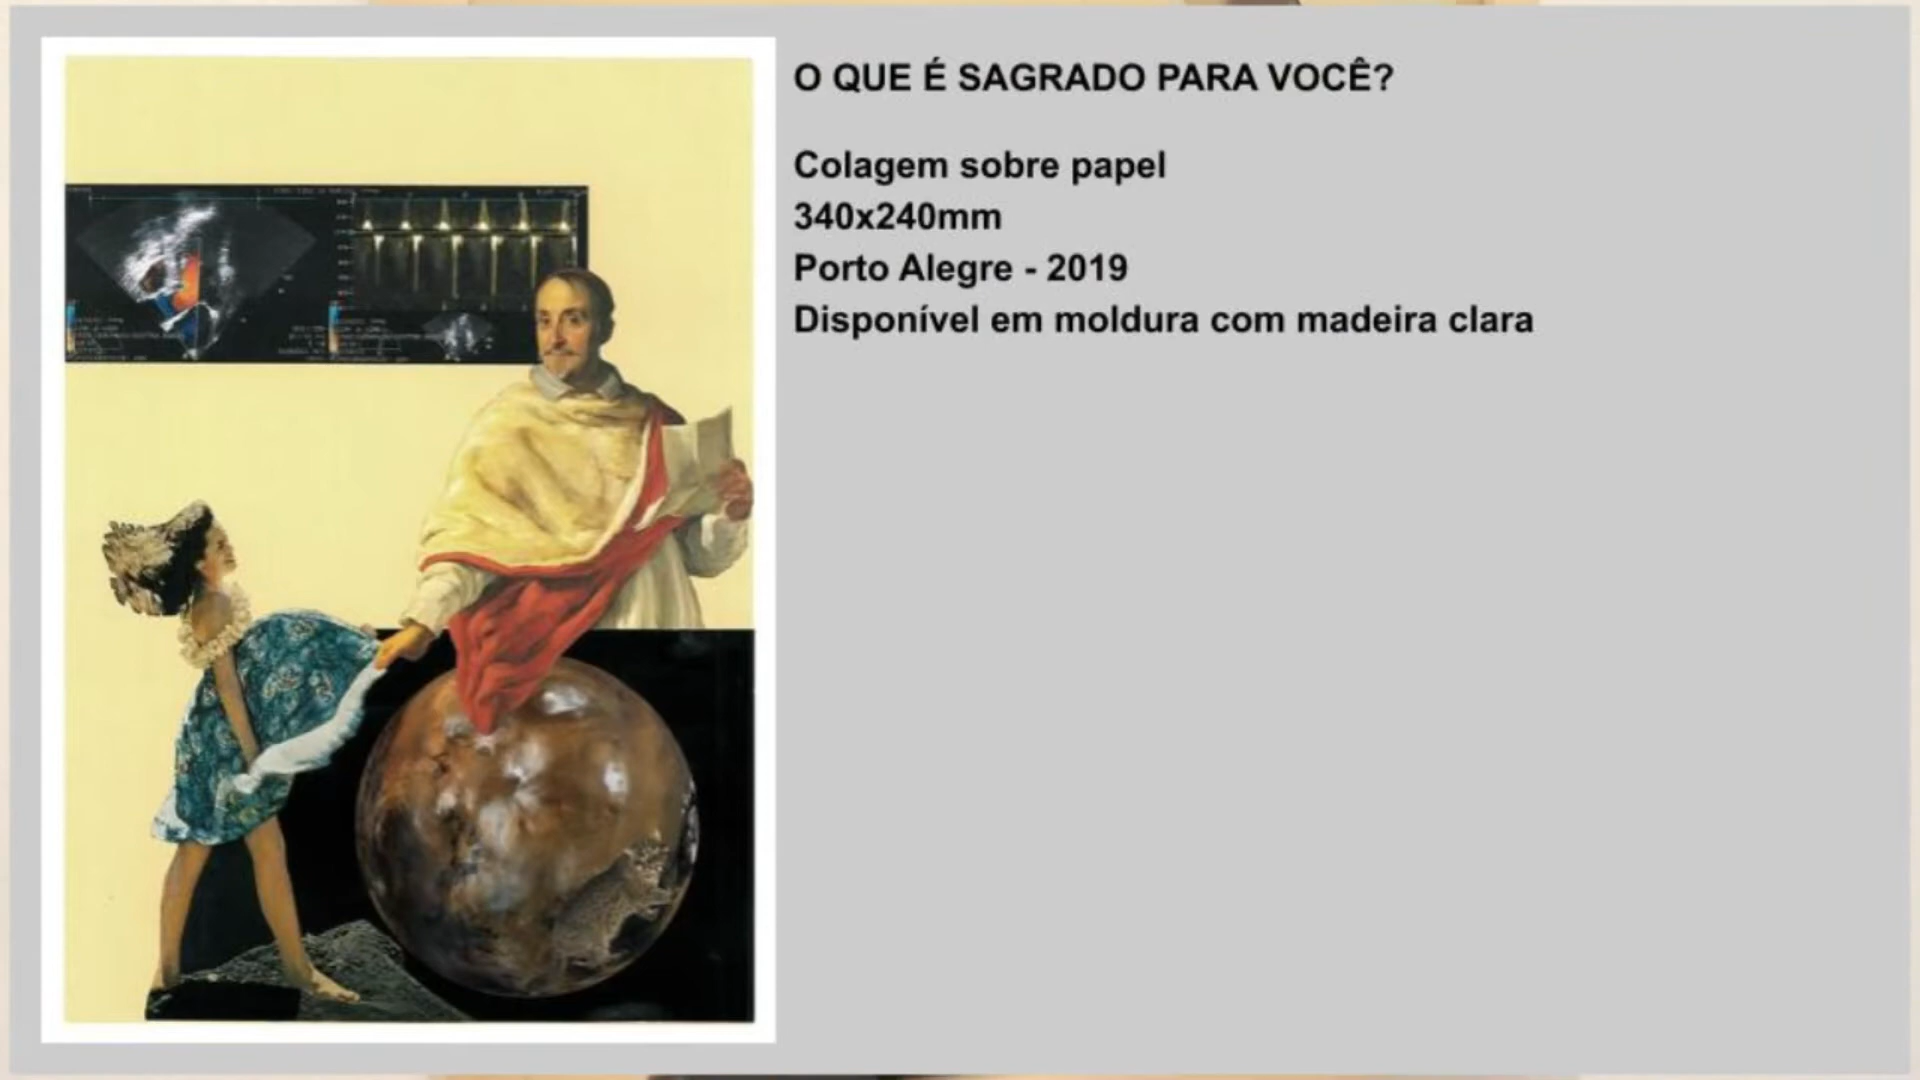 O QUE É SAGRADO PARA VOCÊ?
Colagem sobre papel
340x240mm
Porto Alegre - 2019
Disponível em moldura com madeira clara